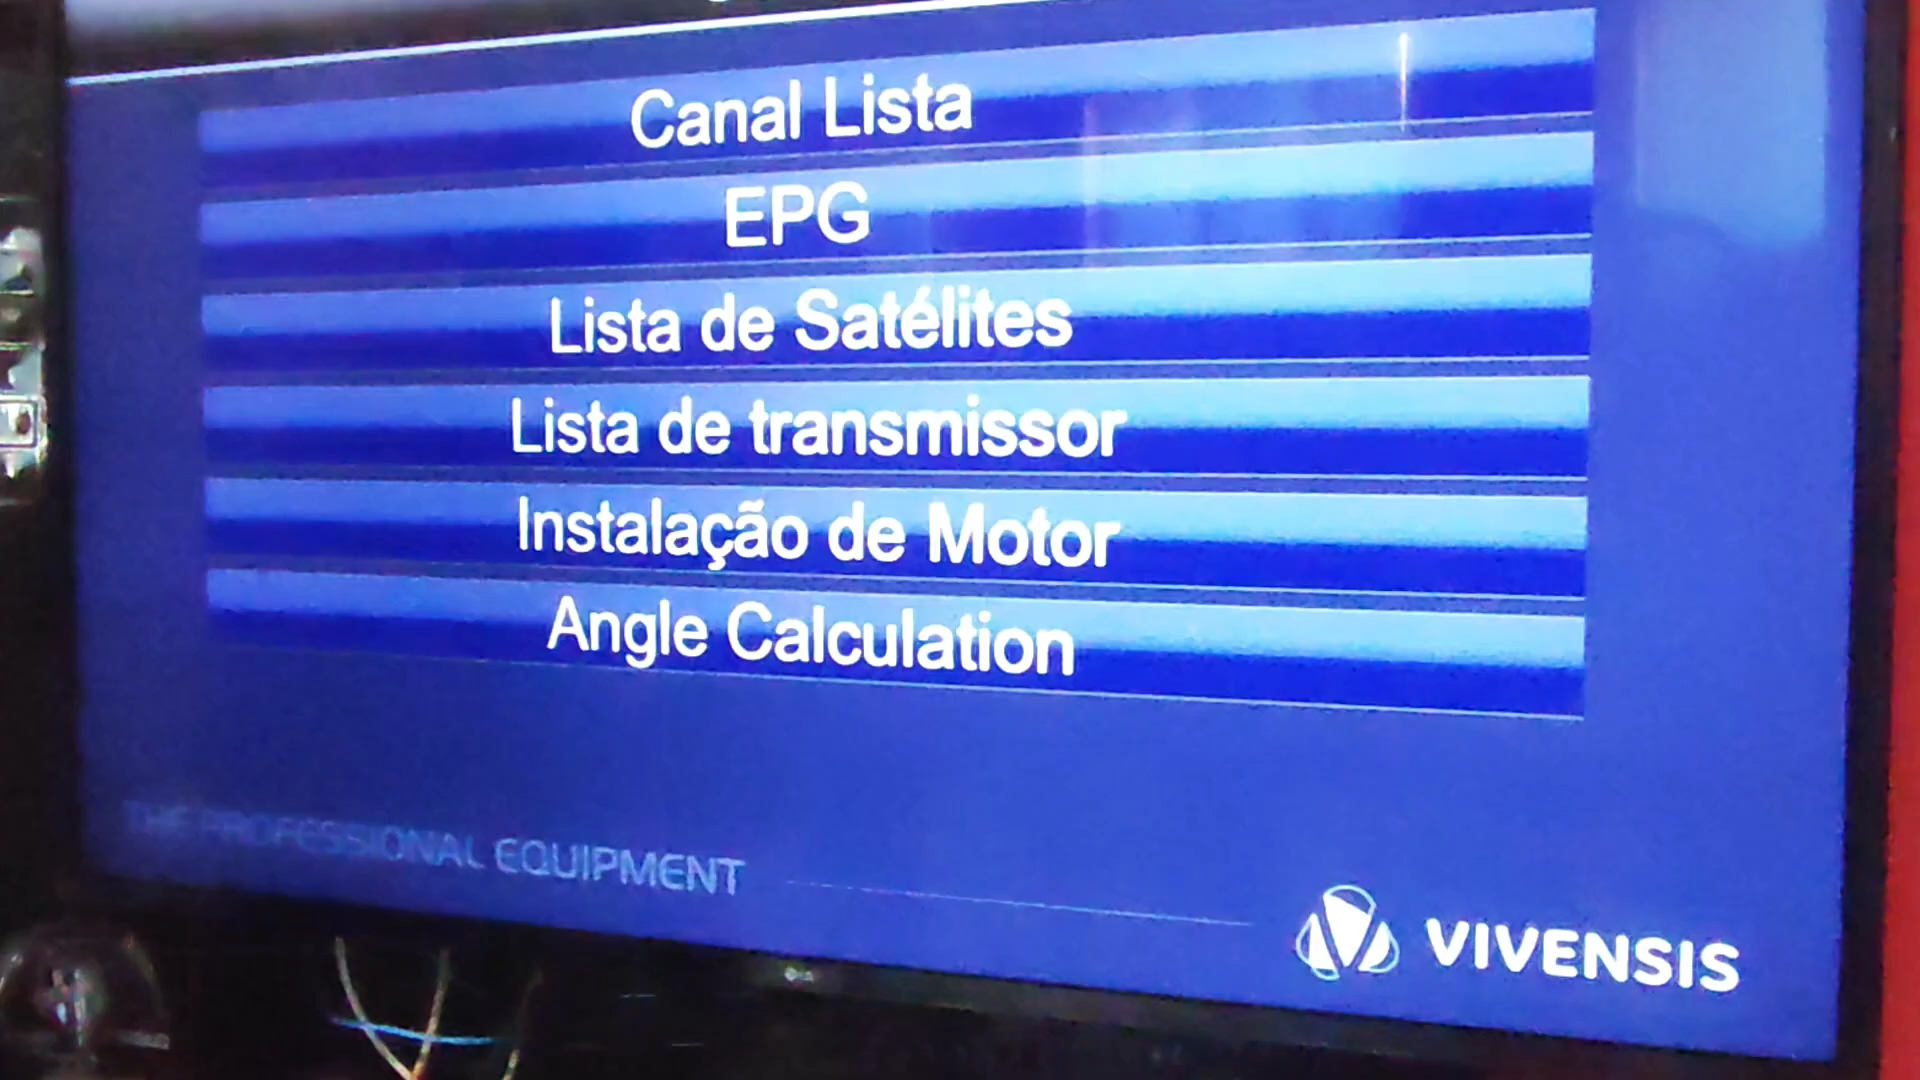 Canal Lista
EPG
Lista de Satélites
Lista de transmissor
Instalação de Motor
Angle Calculation
THE PROFESSIONAL EQUIPMENT
VIVENSIS